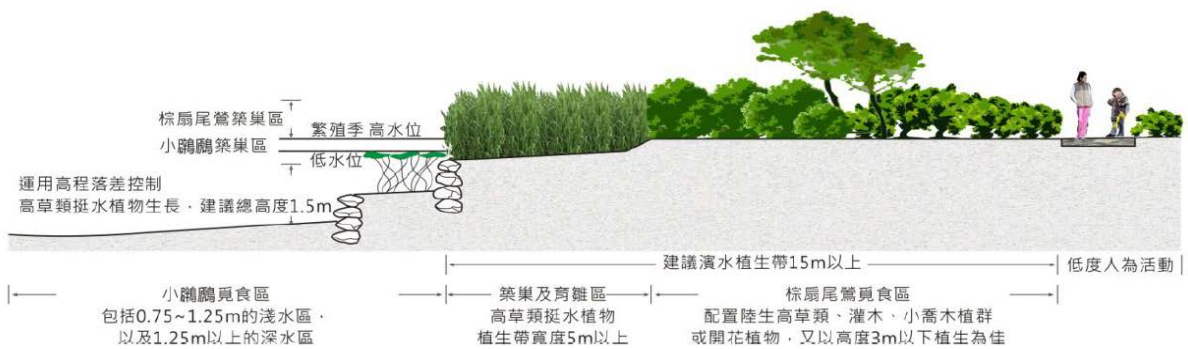 棕扇尾鶯築巢區
繁殖季 高水位
小鸊鷉築巢區
低水位
運用高程落差控制
高草類挺水植物生長，建議總高度1.5m
建議濱水植生帶15m以上
低度人為活動
小鸊鷉覓食區
包括0.75~1.25m的淺水區，
以及1.25m以上的深水區
築巢及育雛區
高草類挺水植物
植生帶寬度5m以上
棕扇尾鶯覓食區
配置陸生高草類、灌木、小喬木植群
或開花植物，又以高度3m以下植生為佳